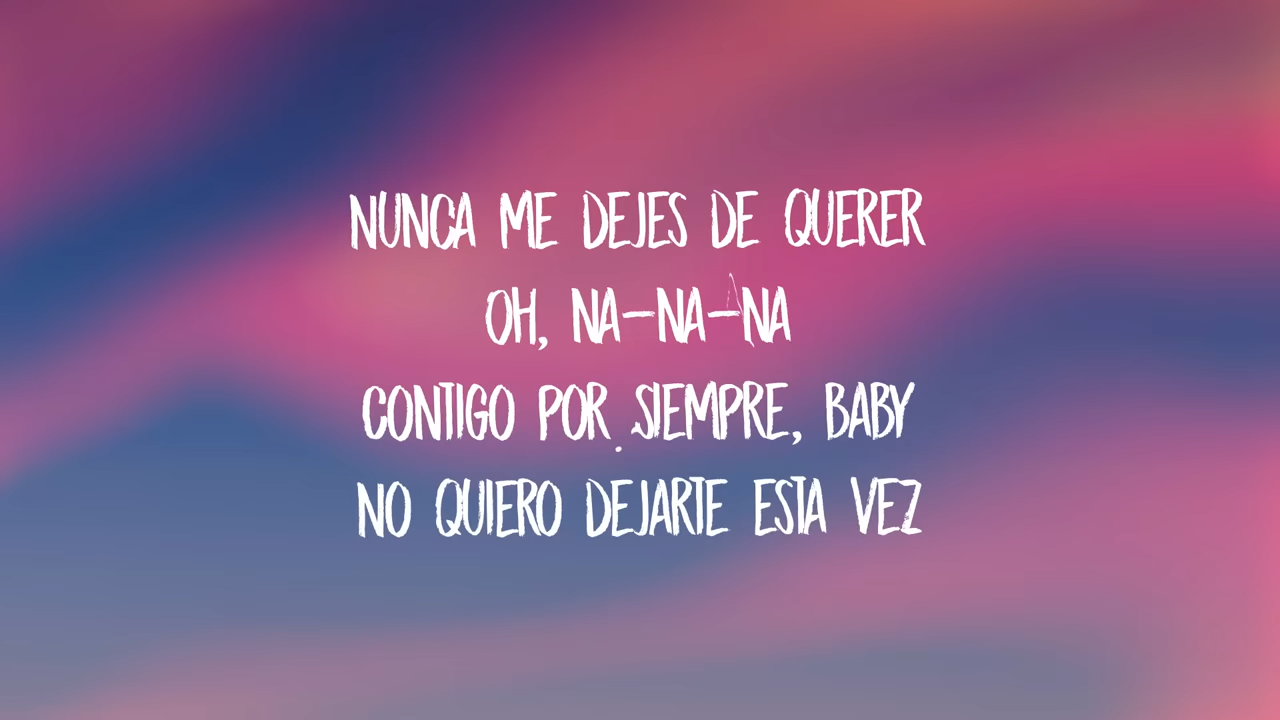 NUNCA ME DEJES DE QUERER
OH, NA-NA-NA
CONTIGO POR SIEMPRE, BABY
NO QUIERO DEJARTE ESTA VEZ